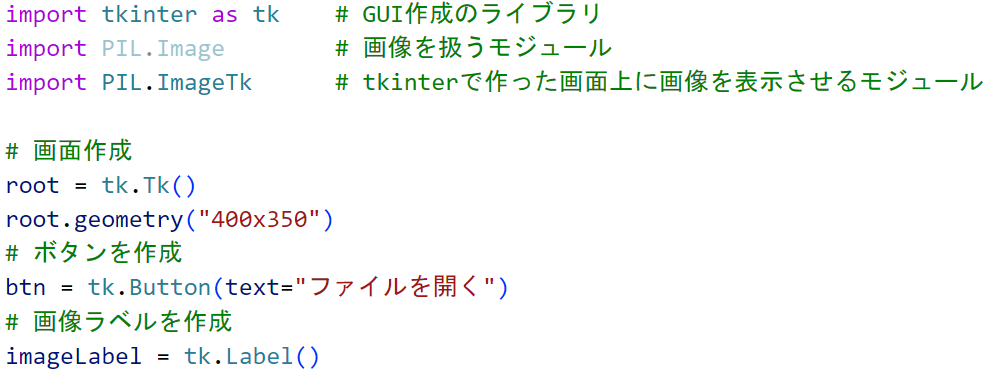 import tkinter as tk    # GUI作成のライブラリ
import PIL.Image        # 画像を扱うモジュール
import PIL.ImageTk      # tkinterで作った画面上に画像を表示させるモジュール
# 画面作成
root = tk.Tk()
root.geometry("400x350")
# ボタンを作成
btn = tk.Button(text="ファイルを開く")
# 画像ラベルを作成
imageLabel = tk.Label()